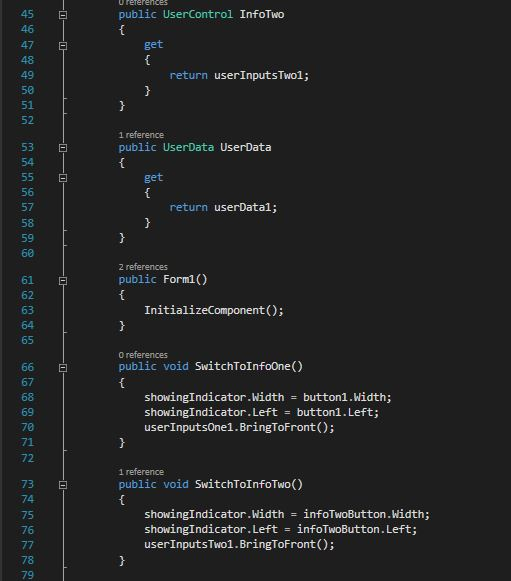 0 references
45 public UserControl InfoTwo
46 {
47 get
48 {
49 return userInputsTwo1;
50 }
51 }
52
1 reference
53 public UserData UserData
54 {
55 get
56 {
57 return userData1;
58 }
59 }
60
2 references
61 public Form1()
62 {
63 InitializeComponent();
64 }
65
0 references
66 public void SwitchToInfoOne()
67 {
68 showingIndicator.Width = button1.Width;
69 showingIndicator.Left = button1.Left;
70 userInputsOne1.BringToFront();
71 }
72
1 reference
73 public void SwitchToInfoTwo()
74 {
75 showingIndicator.Width = infoTwoButton.Width;
76 showingIndicator.Left = infoTwoButton.Left;
77 userInputsTwo1.BringToFront();
78 }
79